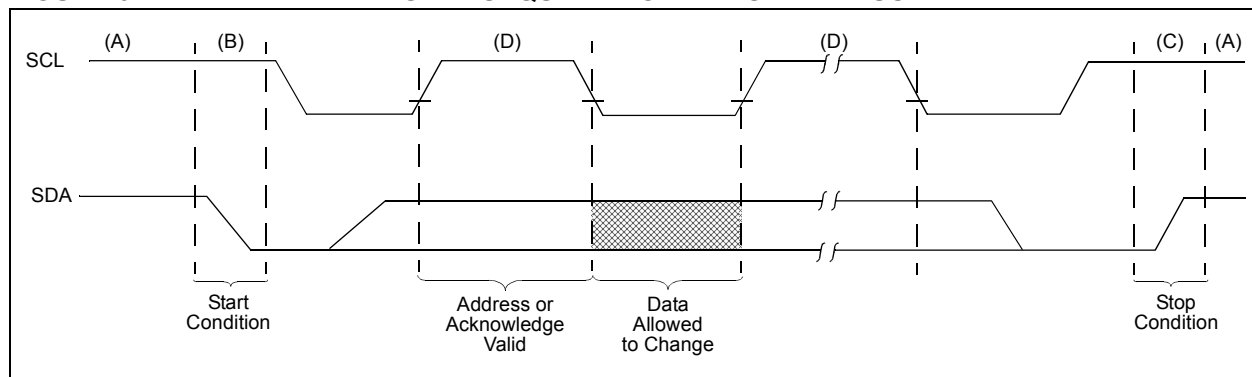 (A) (B) (D) (D) (C) (A)
SCL
SDA
Start
Condition
Address or
Acknowledge
Valid
Data
Allowed
to Change
Stop
Condition